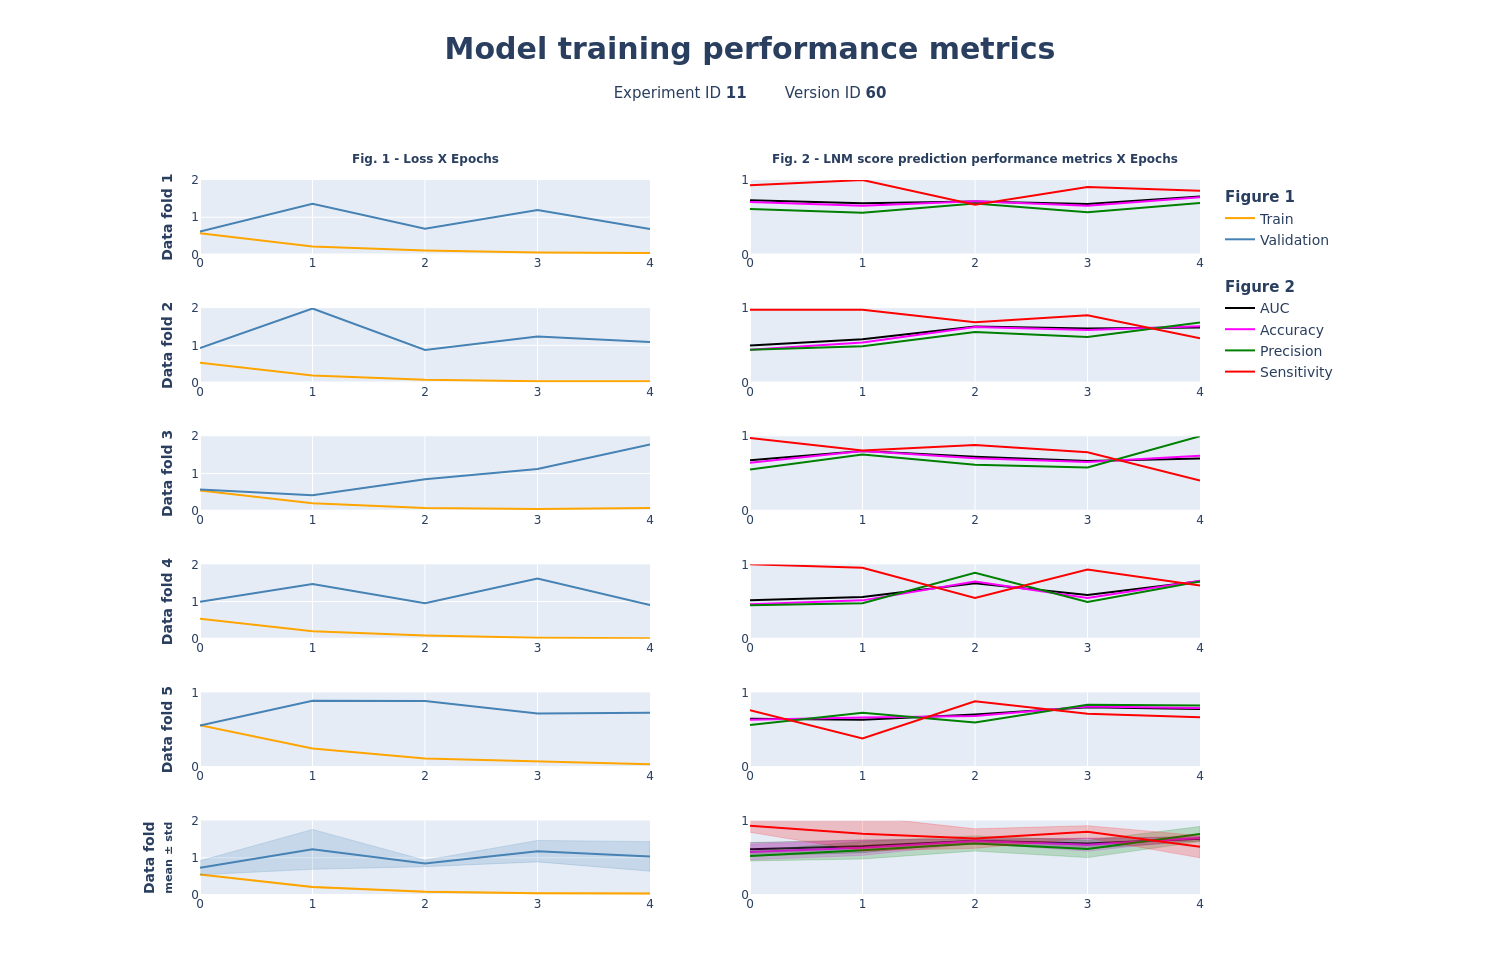 Model training performance metrics
Experiment ID 11 Version ID 60
Fig. 1 - Loss X Epochs
Fig. 2 - LNM score prediction performance metrics X Epochs
Data fold 1
2
1
0
0 1 2 3 4
1
0
0 1 2 3 4
Figure 1
Train
Validation
Figure 2
AUC
Accuracy
Precision
Sensitivity
Data fold 2
2
1
0
0 1 2 3 4
1
0
0 1 2 3 4
Data fold 3
2
1
0
0 1 2 3 4
1
0
0 1 2 3 4
Data fold 4
2
1
0
0 1 2 3 4
1
0
0 1 2 3 4
Data fold 5
1
0
0 1 2 3 4
1
0
0 1 2 3 4
Data fold
mean ± std
2
1
0
0 1 2 3 4
1
0
0 1 2 3 4